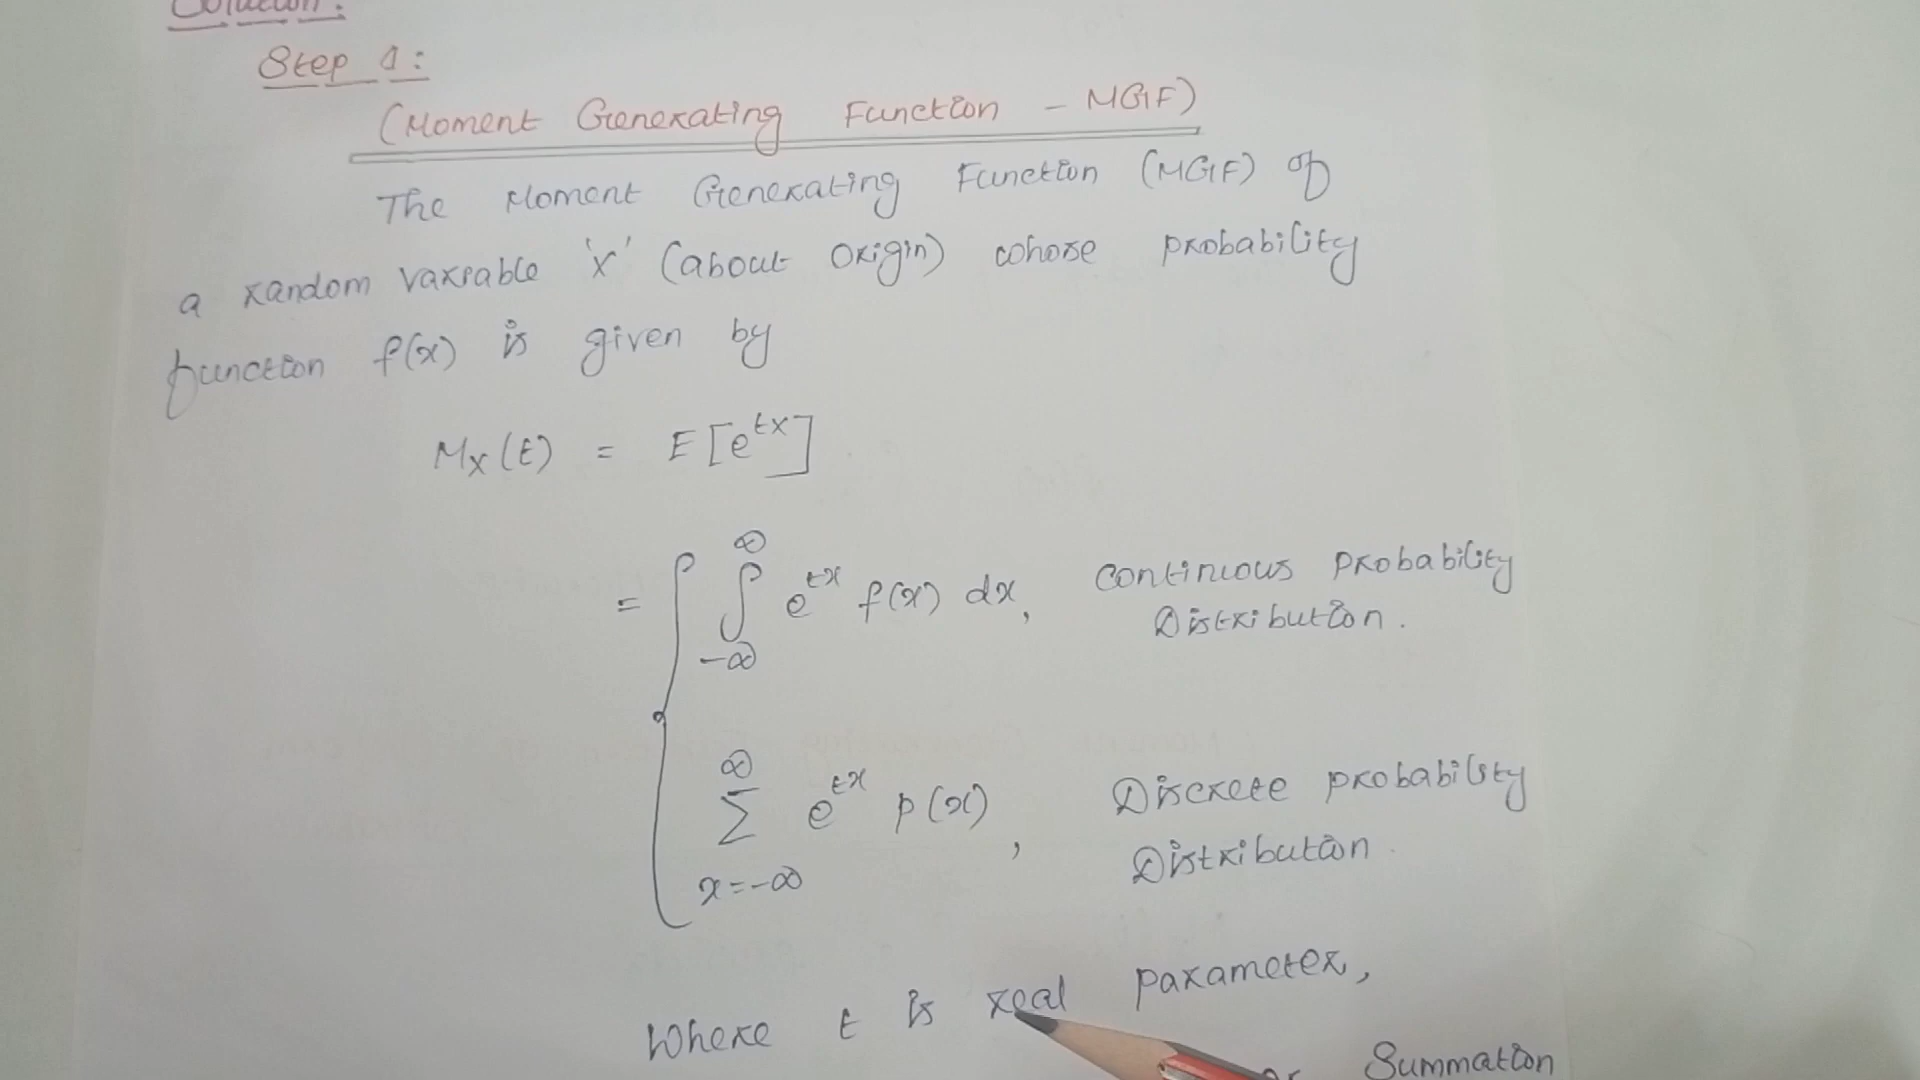 Solution:
Step 1:
(Moment Generating Function - MGF)
The Moment Generating Function (MGF) of
a random variable 'X' (about origin) whose probability
function f(x) is given by
Mx(t) = E[e^tx]
= { ∫_-∞^∞ e^tx f(x) dx, continuous probability
Distribution.
∑_x=-∞^∞ e^tx p(x), Discrete probability
Distribution.
Where t is real parameter,
Summation